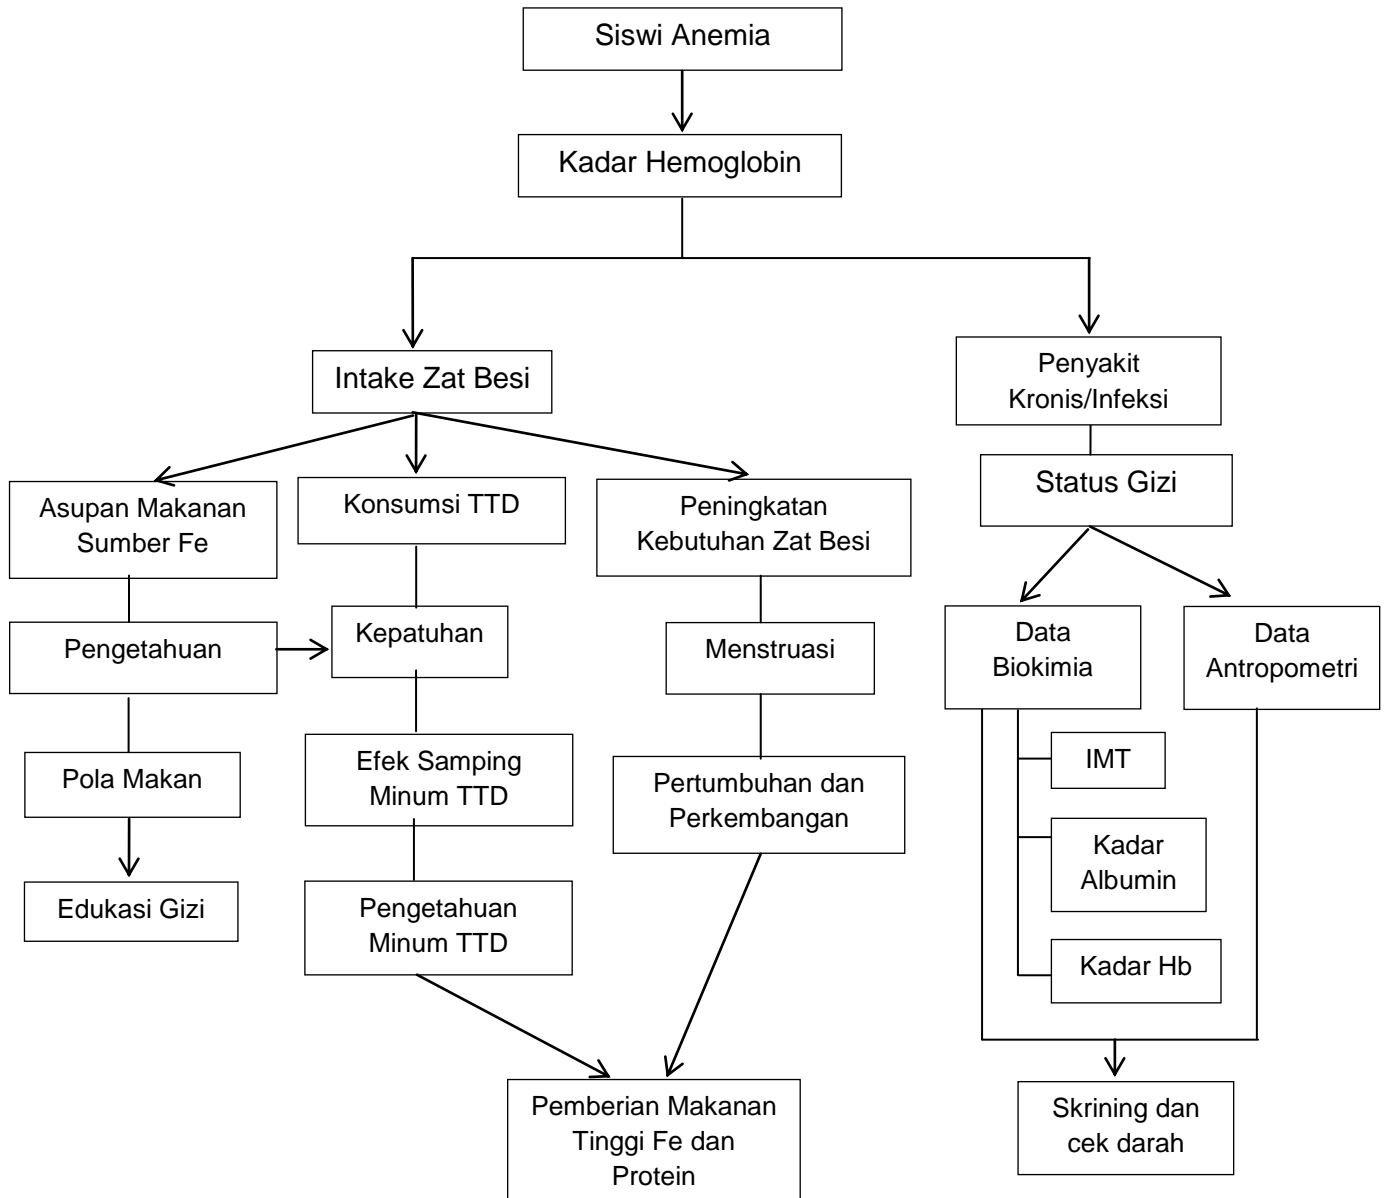 Siswi Anemia
Kadar Hemoglobin
Intake Zat Besi
Penyakit
Kronis/Infeksi
Status Gizi
Asupan Makanan
Sumber Fe
Konsumsi TTD
Peningkatan
Kebutuhan Zat Besi
Pengetahuan
Kepatuhan
Menstruasi
Data
Biokimia
Data
Antropometri
Pola Makan
Efek Samping
Minum TTD
Pertumbuhan dan
Perkembangan
IMT
Kadar
Albumin
Kadar Hb
Edukasi Gizi
Pengetahuan
Minum TTD
Pemberian Makanan
Tinggi Fe dan
Protein
Skrining dan
cek darah